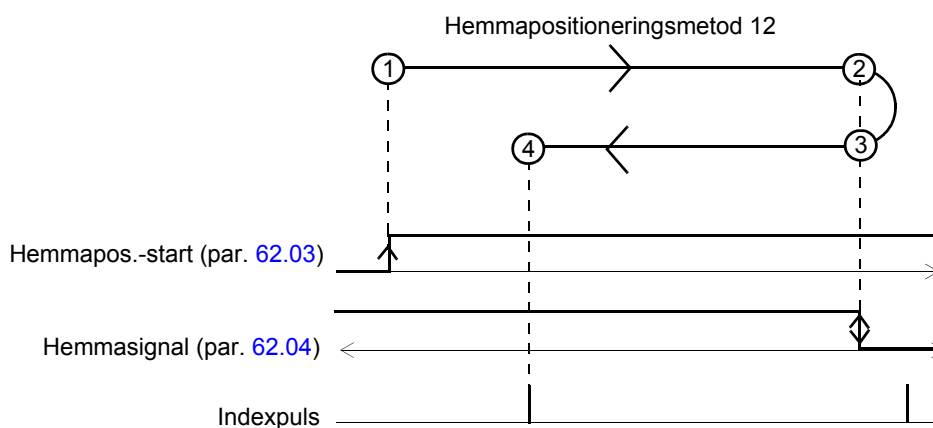 Hemmapositioneringsmetod 12
1
2
4
3
Hemmapos.-start (par. 62.03)
Hemmasignal (par. 62.04)
Indexpuls